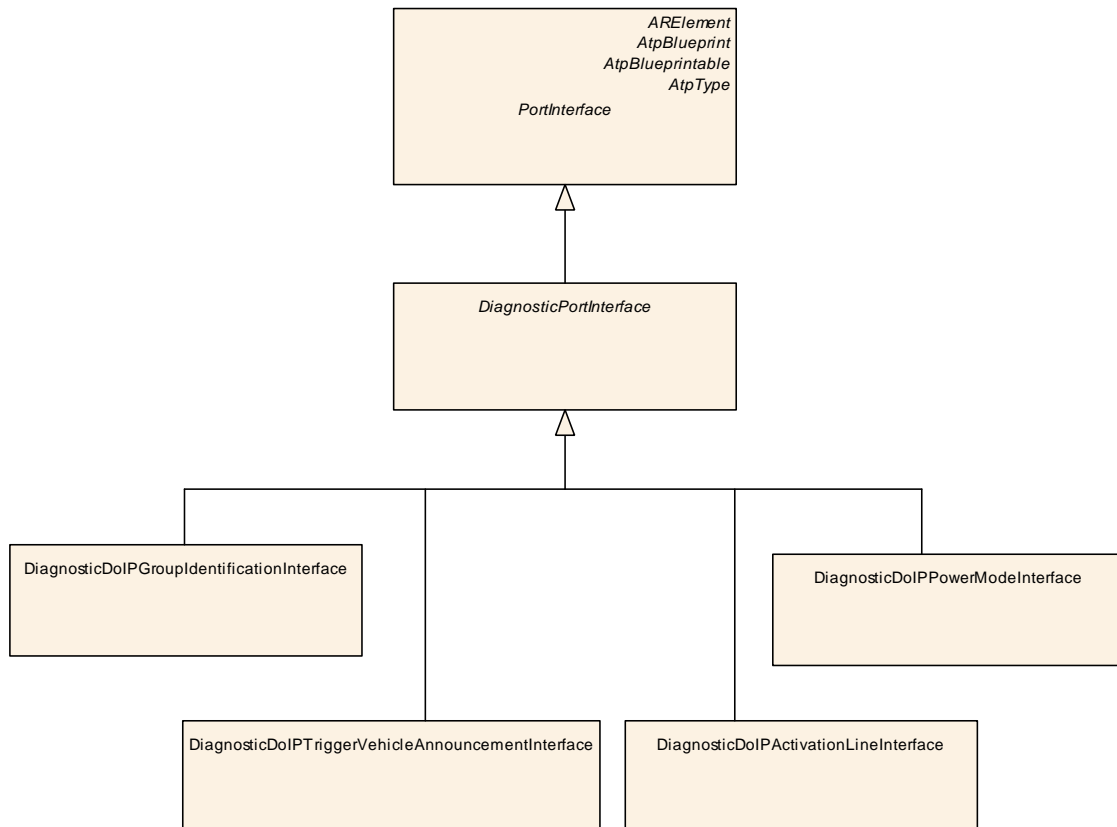 ARElement
AtpBlueprint
AtpBlueprintable
AtpType
PortInterface
DiagnosticPortInterface
DiagnosticDoIPGroupIdentificationInterface
DiagnosticDoIPPowerModeInterface
DiagnosticDoIPTriggerVehicleAnnouncementInterface
DiagnosticDoIPActivationLineInterface